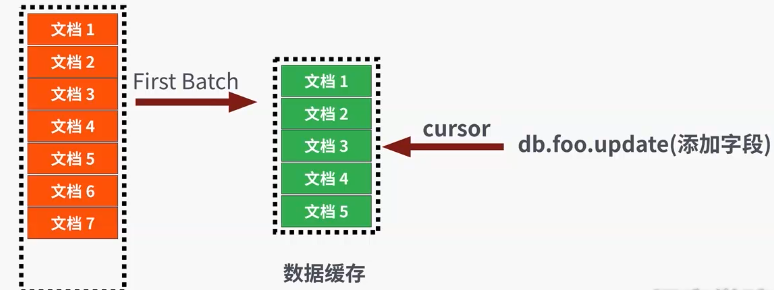 文档 1
文档 2
文档 3
文档 4
文档 5
文档 6
文档 7
First Batch
文档 1
文档 2
文档 3
文档 4
文档 5
数据缓存
cursor
db.foo.update(添加字段)